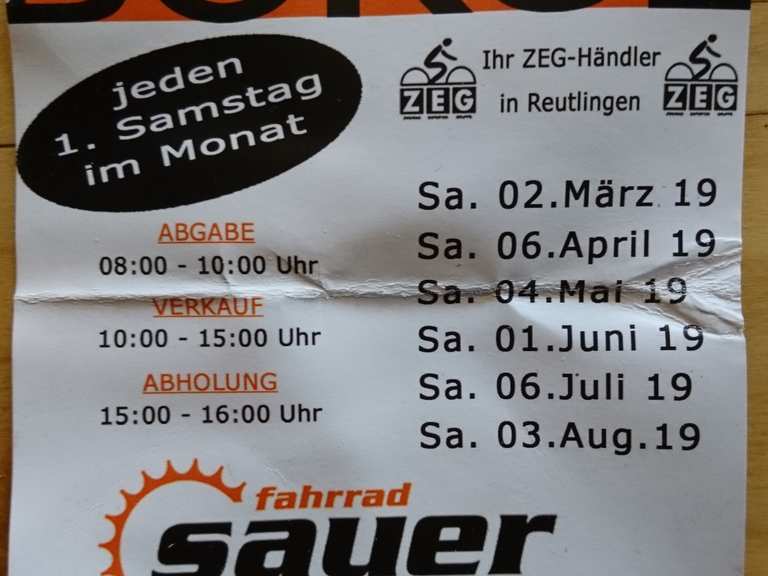 jeden
1. Samstag
im Monat
ZEG
Ihr ZEG-Händler
in Reutlingen
ZEG
ABGABE
08:00 - 10:00 Uhr
VERKAUF
10:00 - 15:00 Uhr
ABHOLUNG
15:00 - 16:00 Uhr
Sa. 02.März 19
Sa. 06.April 19
Sa. 04.Mai 19
Sa. 01.Juni 19
Sa. 06.Juli 19
Sa. 03.Aug.19
fahrrad
sauer